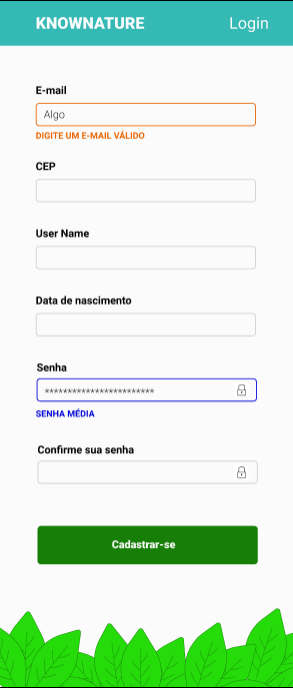 KNOWNATURE Login
E-mail
Algo
DIGITE UM E-MAIL VÁLIDO
CEP
User Name
Data de nascimento
Senha
************************
SENHA MÉDIA
Confirme sua senha
Cadastrar-se